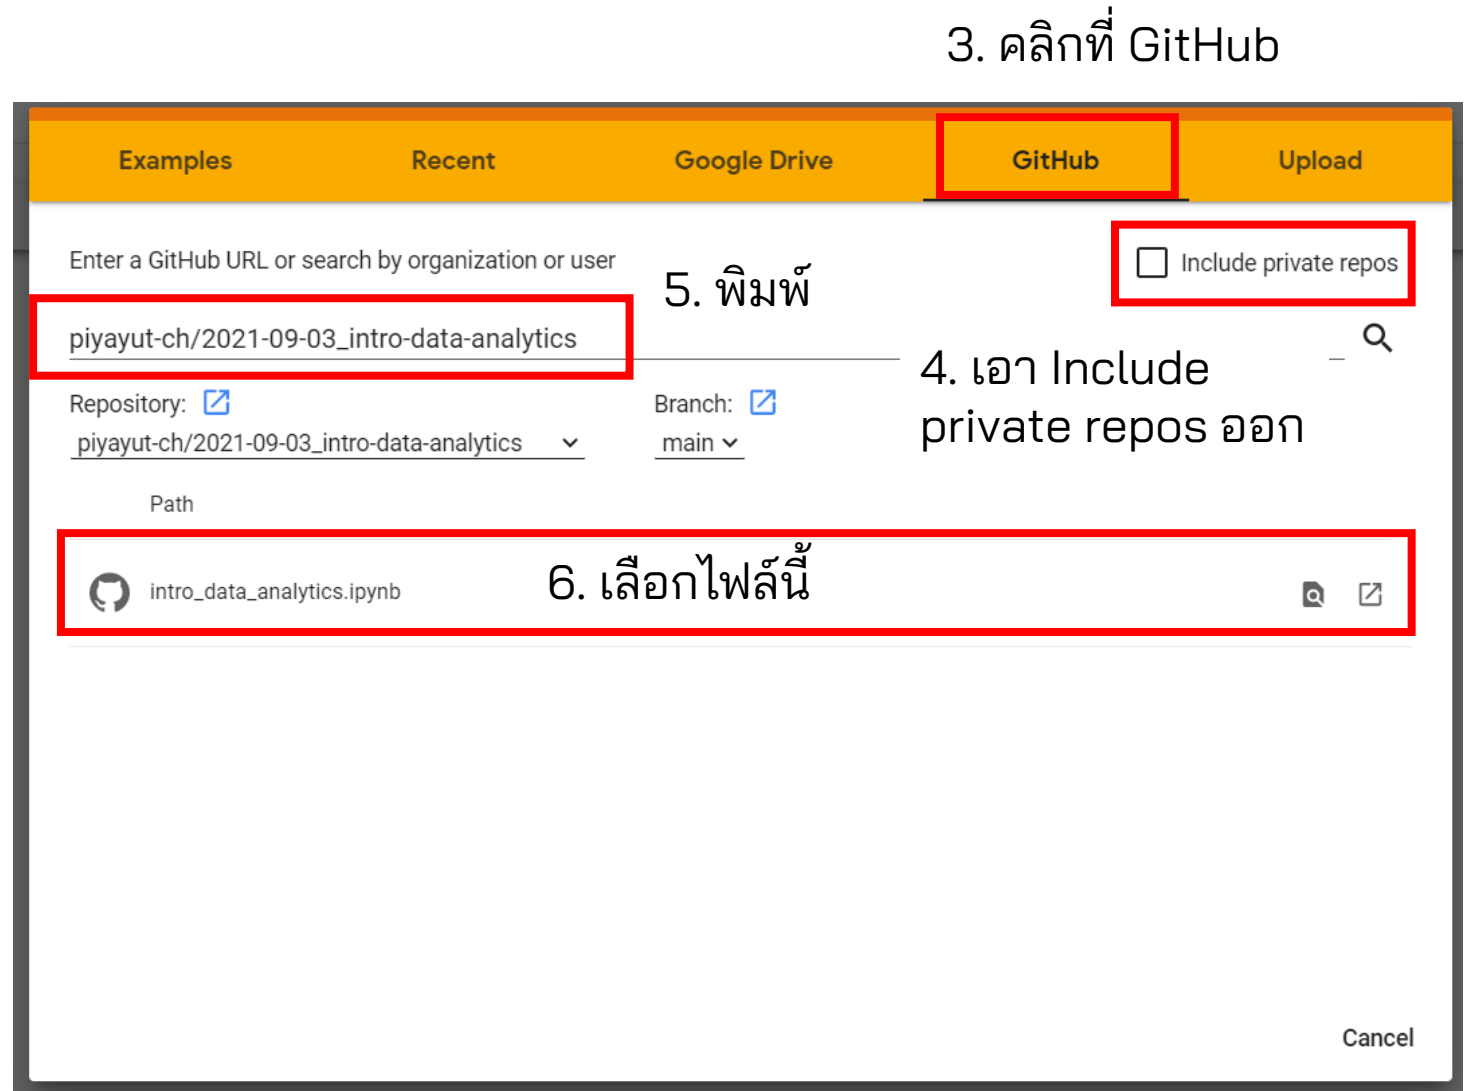 3. คลิกที่ GitHub
Examples Recent Google Drive GitHub Upload
Enter a GitHub URL or search by organization or user
Include private repos
5. พิมพ์
piyayut-ch/2021-09-03_intro-data-analytics
4. เอา Include
private repos ออก
Repository: Branch:
piyayut-ch/2021-09-03_intro-data-analytics main
Path
6. เลือกไฟล์นี้
intro_data_analytics.ipynb
Cancel